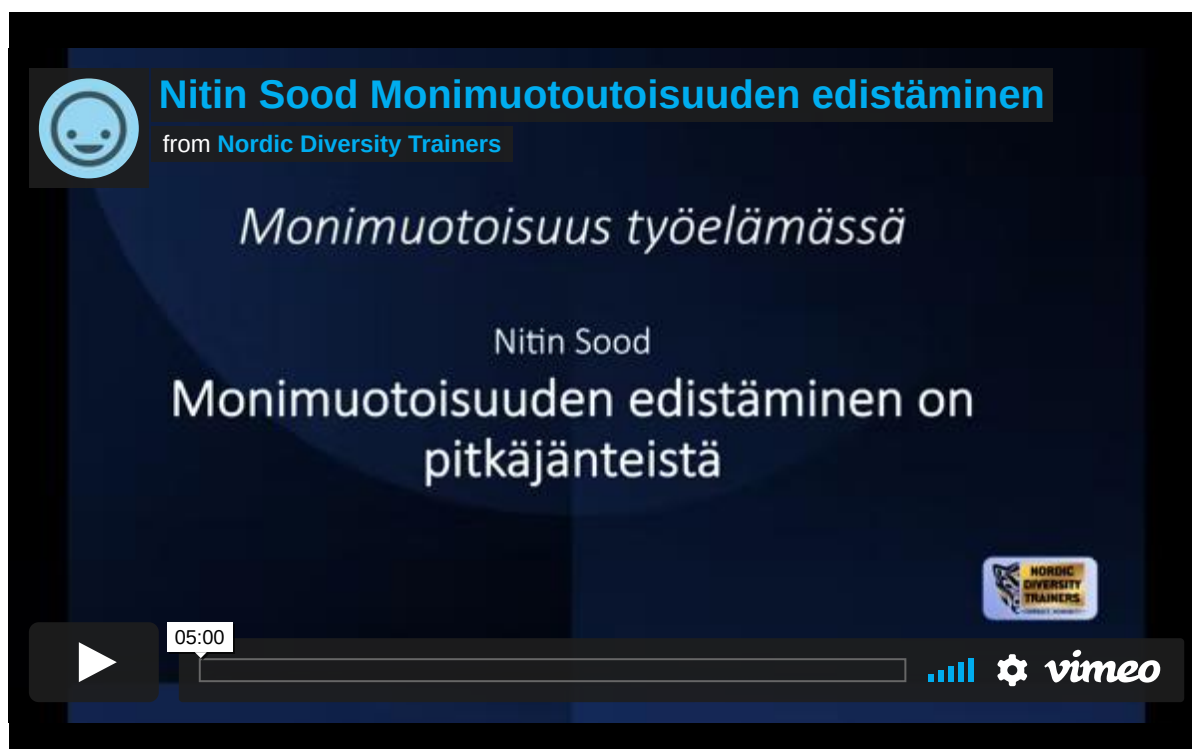 Nitin Sood Monimuotoutoisuuden edistäminen
from Nordic Diversity Trainers
Monimuotoisuus työelämässä
Nitin Sood
Monimuotoisuuden edistäminen on
pitkäjänteistä
NORDIC
DIVERSITY
TRAINERS
05:00
vimeo